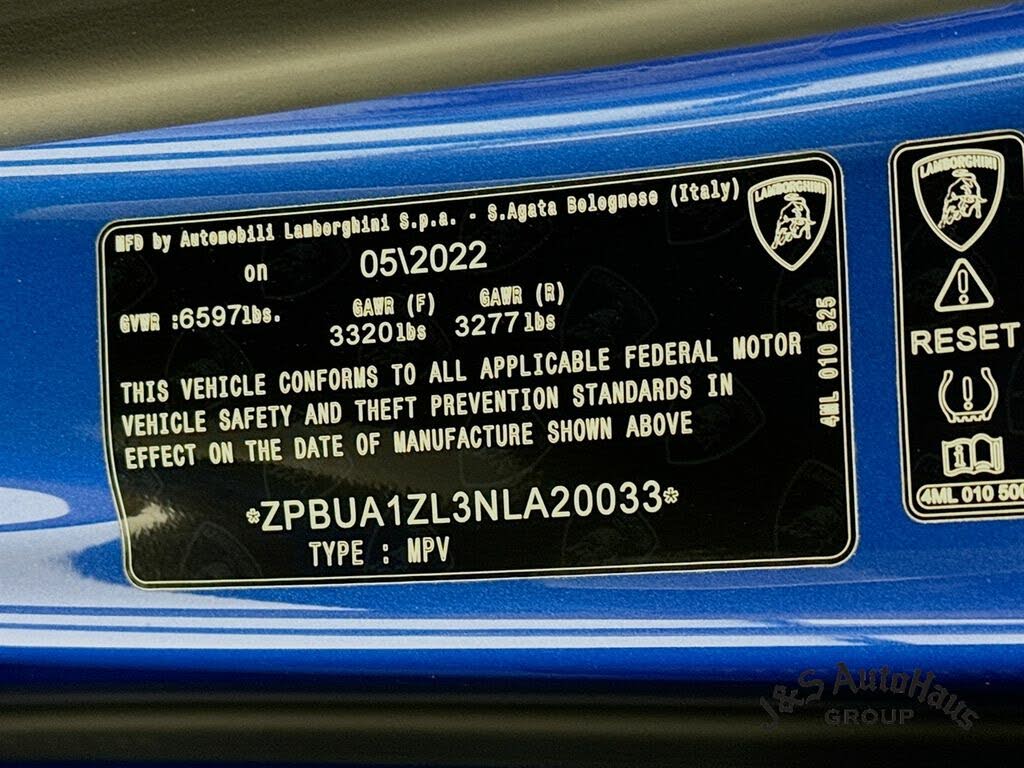 MFD by Automobili Lamborghini S.p.a. - S.Agata Bolognese (Italy)
on 05\2022
GVWR :6597lbs. GAWR (F) GAWR (R)
3320lbs 3277lbs
THIS VEHICLE CONFORMS TO ALL APPLICABLE FEDERAL MOTOR
VEHICLE SAFETY AND THEFT PREVENTION STANDARDS IN
EFFECT ON THE DATE OF MANUFACTURE SHOWN ABOVE
*ZPBUA1ZL3NLA20033*
TYPE : MPV
LAMBORGHINI
4ML 010 525
LAMBORGHINI
RESET
4ML 010 500
J&S AutoHaus
GROUP